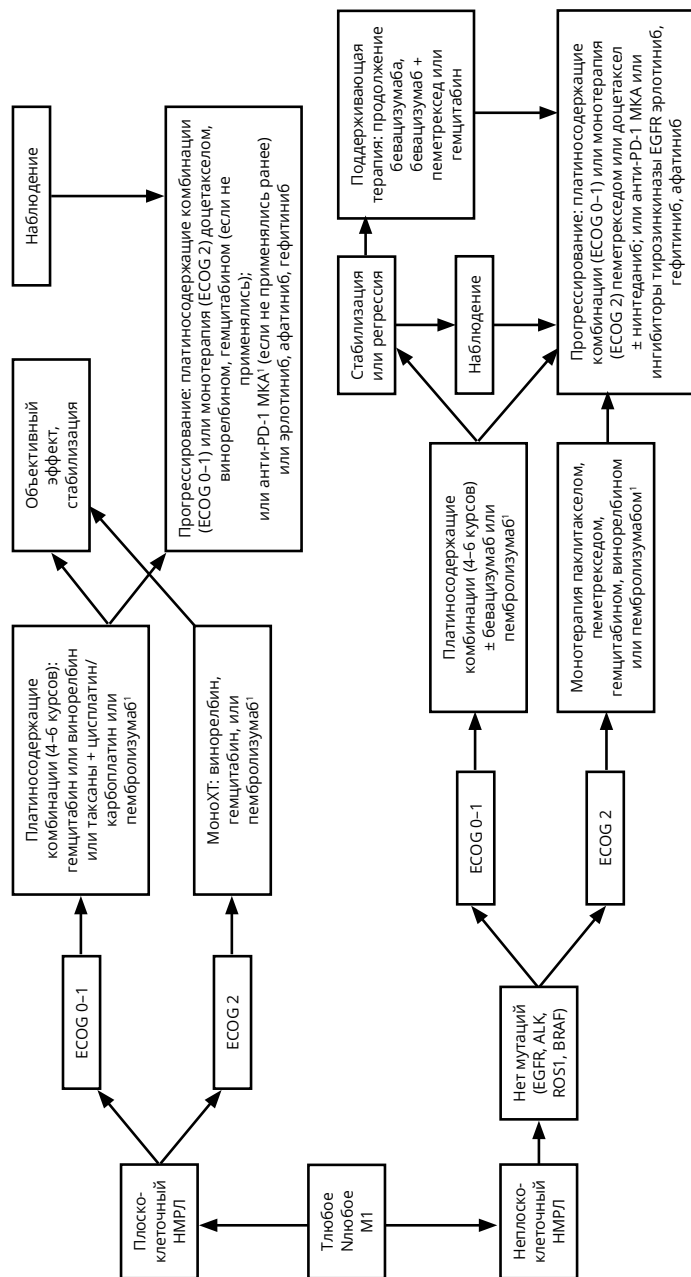 Плоско-
клеточный
НМРЛ
ECOG 0–1
ECOG 2
Платиносодержащие
комбинации (4–6 курсов):
гемцитабин или винорелбин
или таксаны + цисплатин/
карбоплатин или
пембролизумаб¹
МоноХТ: винорелбин,
гемцитабин, или
пембролизумаб¹
Объективный
эффект,
стабилизация
Наблюдение
Прогрессирование: платиносодержащие комбинации
(ECOG 0–1) или монотерапия (ECOG 2) доцетакселом,
винорелбином, гемцитабином (если не
применялись);
или анти-PD-1 МКА¹ (если не применялись ранее)
или эрлотиниб, афатиниб, гефитиниб
Tлюбое
Nлюбое
M1
Неплоско-
клеточный
НМРЛ
Нет мутаций
(EGFR, ALK,
ROS1, BRAF)
ECOG 0–1
ECOG 2
Платиносодержащие
комбинации (4–6 курсов)
± бевацизумаб или
пембролизумаб¹
Монотерапия паклитакселом,
пеметрекседом,
гемцитабином, винорелбином
или пембролизумабом¹
Стабилизация
или регрессия
Наблюдение
Поддерживающая
терапия: продолжение
бевацизумаба,
бевацизумаб +
пеметрексед или
гемцитабин
Прогрессирование: платиносодержащие
комбинации (ECOG 0–1) или монотерапия
(ECOG 2) пеметрекседом или доцетаксел
± нинтеданиб; или анти-PD-1 МКА или
ингибиторы тирозинкиназы EGFR эрлотиниб,
гефитиниб, афатиниб